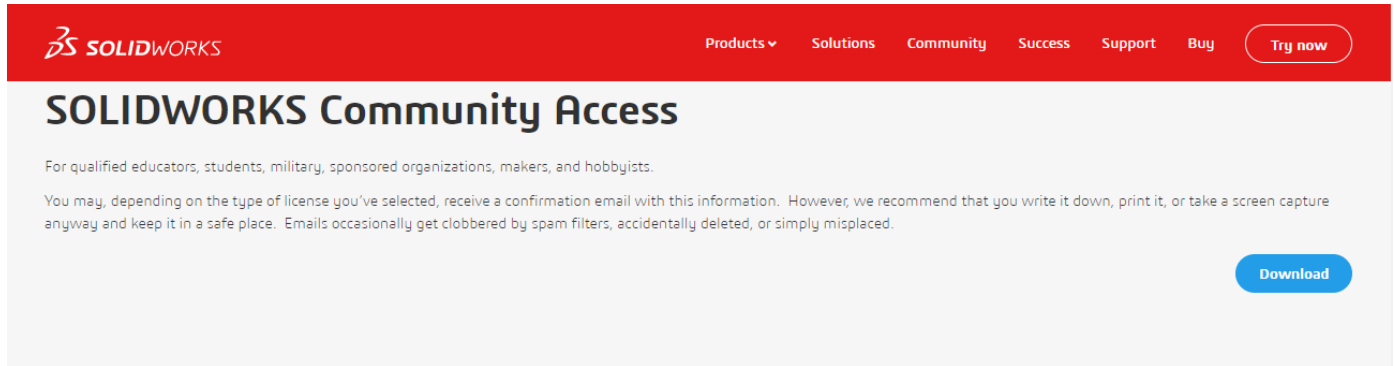 SOLIDWORKS Products Solutions Community Success Support Buy Try now
SOLIDWORKS Community Access
For qualified educators, students, military, sponsored organizations, makers, and hobbyists.
You may, depending on the type of license you've selected, receive a confirmation email with this information. However, we recommend that you write it down, print it, or take a screen capture
anyway and keep it in a safe place. Emails occasionally get clobbered by spam filters, accidentally deleted, or simply misplaced.
Download